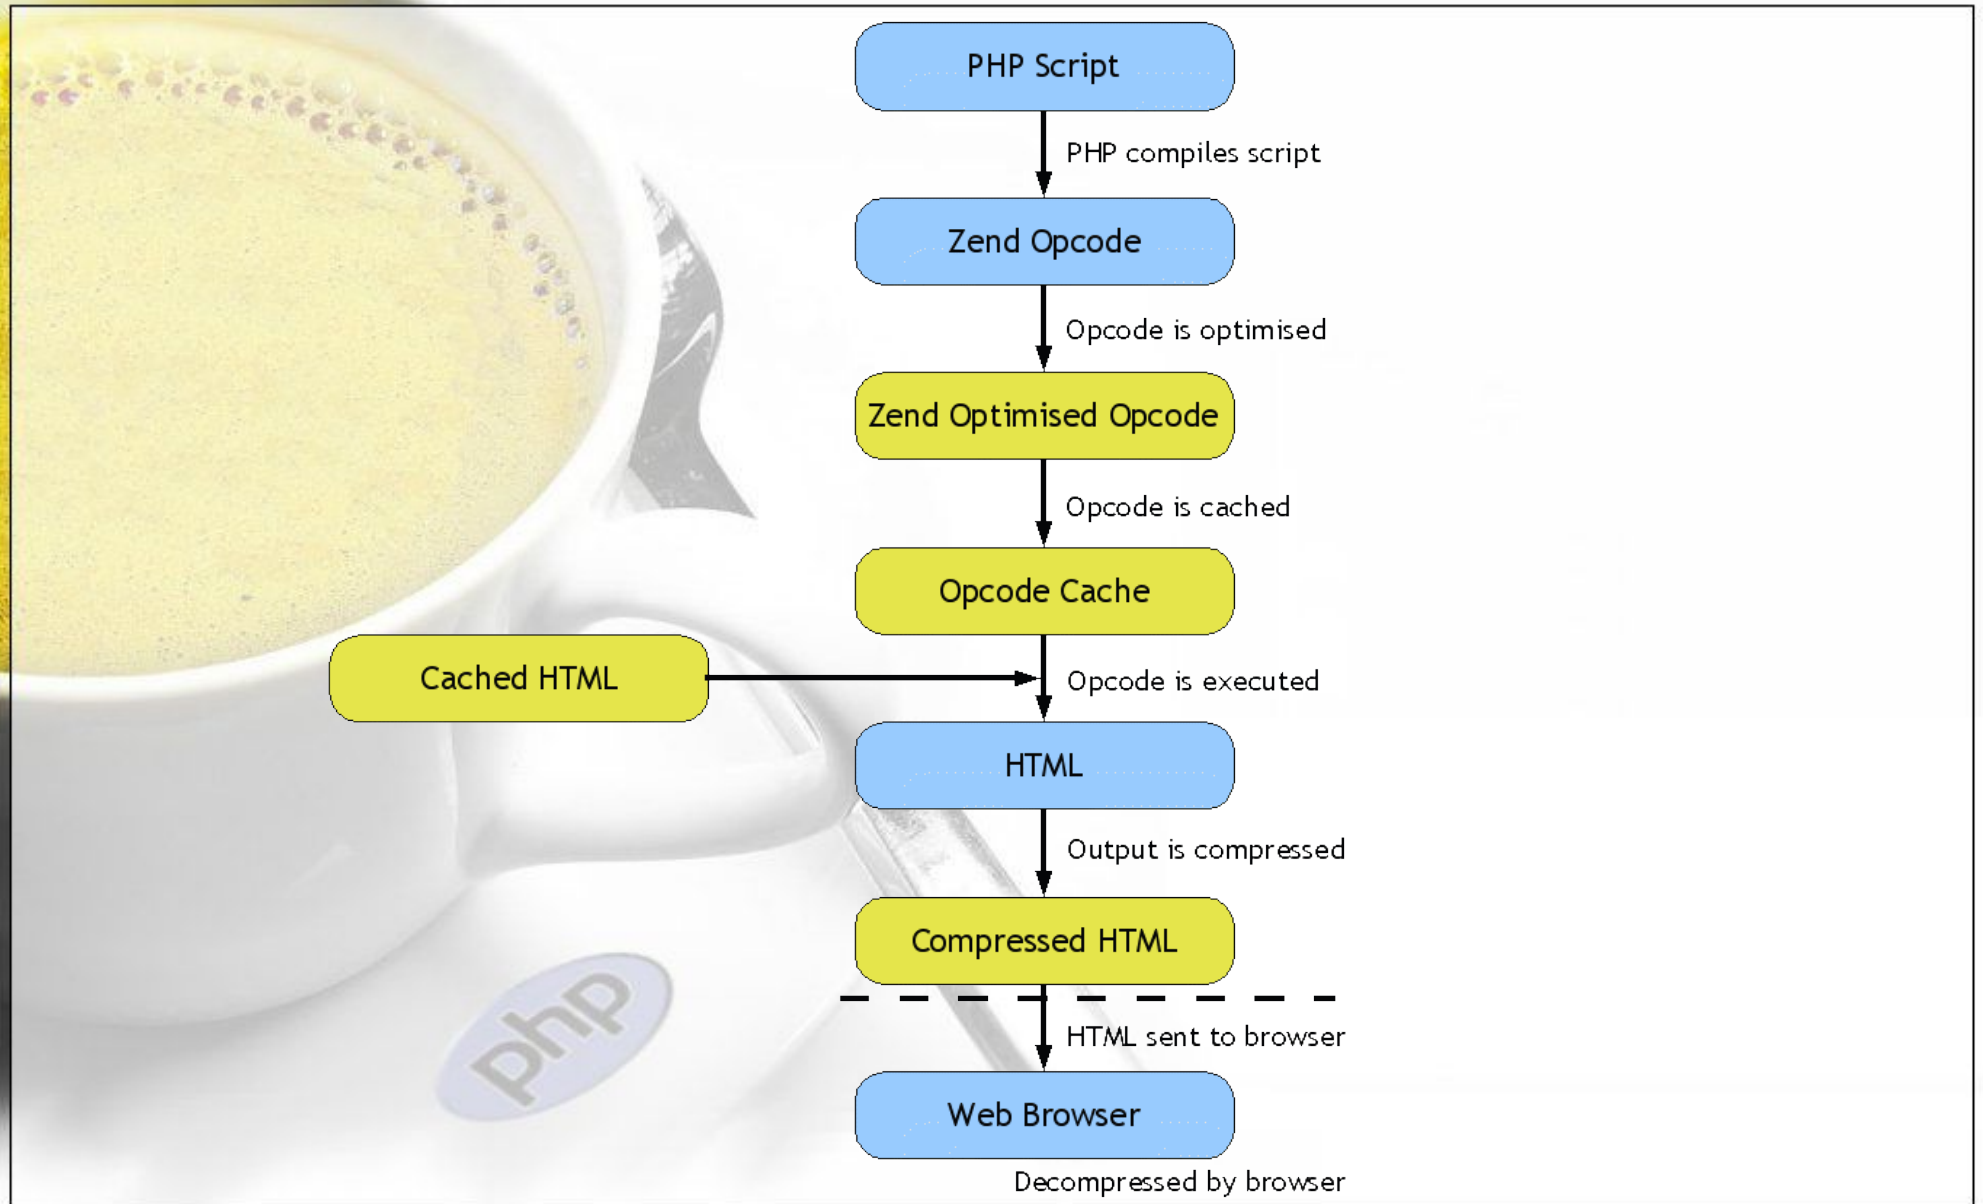 PHP Script
PHP compiles script
Zend Opcode
Opcode is optimised
Zend Optimised Opcode
Opcode is cached
Opcode Cache
Cached HTML
Opcode is executed
HTML
Output is compressed
Compressed HTML
php
HTML sent to browser
Web Browser
Decompressed by browser